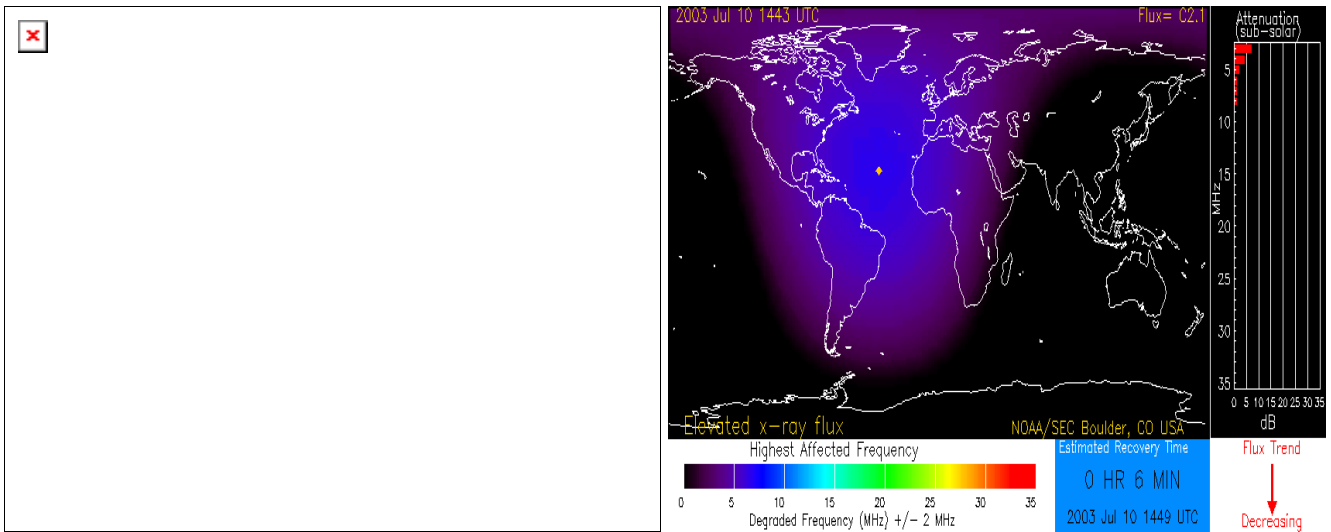 2003 Jul 10 1443 UTC
Flux= C2.1
Elevated x-ray flux
NOAA/SEC Boulder, CO USA
Attenuation
(sub-solar)
5
10
15
20
25
30
35
MHz
0 5 10 15 20 25 30 35
dB
Highest Affected Frequency
0 5 10 15 20 25 30 35
Degraded Frequency (MHz) +/- 2 MHz
Estimated Recovery Time
0 HR 6 MIN
2003 Jul 10 1449 UTC
Flux Trend
Decreasing